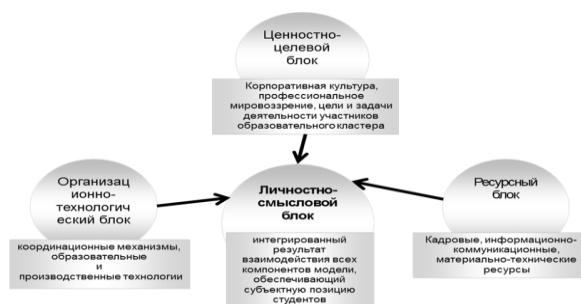 Ценностно-
целевой
блок
Корпоративная культура,
профессиональное
мировоззрение, цели и задачи
деятельности участников
образовательного кластера
Организац
ионно-
технологич
еский блок
координационные механизмы,
образовательные
и
производственные технологии
Личностно-
смысловой
блок
интегрированный
результат
взаимодействия всех
компонентов модели,
обеспечивающий
субъектную позицию
студентов
Ресурсный
блок
Кадровые, информационно-
коммуникационные,
материально-технические
ресурсы